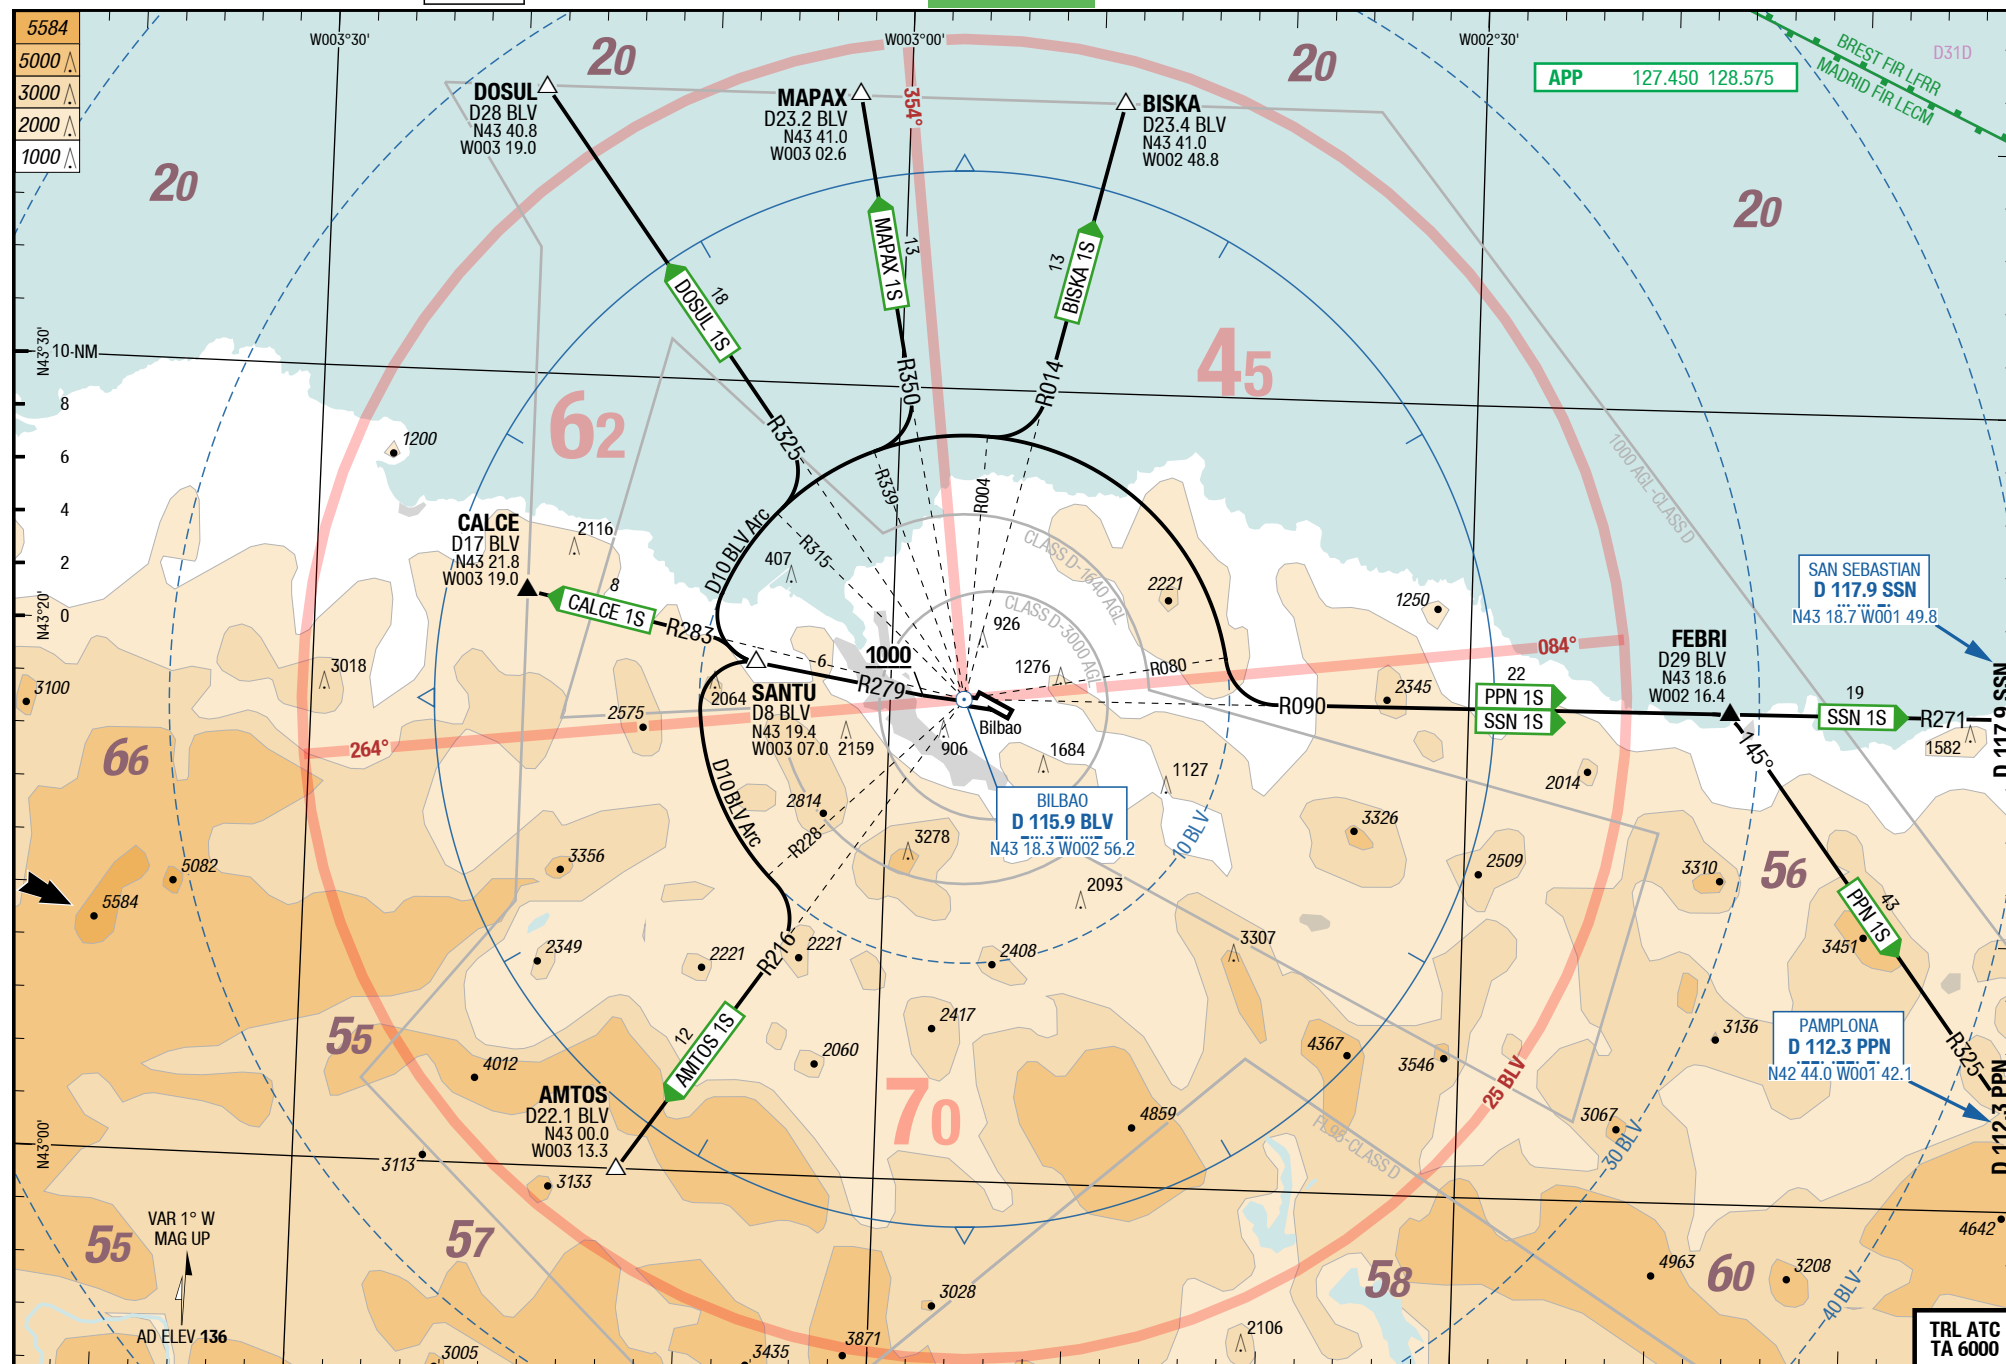 5584
5000
3000
2000
1000
W003°30'
W003°00'
W002°30'
20
20
20
20
BREST FIR LFRR
MADRID FIR LECM
D31D
APP 127.450 128.575
DOSUL
D28 BLV
N43 40.8
W003 19.0
MAPAX
D23.2 BLV
N43 41.0
W003 02.6
BISKA
D23.4 BLV
N43 41.0
W002 48.8
354°
18
DOSUL 1S
R325
13
MAPAX 1S
R350
13
BISKA 1S
R014
N43°30'
10 NM
8
6
4
2
0
N43°20'
N43°00'
62
45
1200
1000 AGL-CLASS D
CALCE
D17 BLV
N43 21.8
W003 19.0
2116
8
CALCE 1S
R283
D10 BLV Arc
407
R315
R339
R004
CLASS D-1640 AGL
CLASS D-3000 AGL
2221
926
1276
R080
1250
084°
SAN SEBASTIAN
D 117.9 SSN
N43 18.7 W001 49.8
FEBRI
D29 BLV
N43 18.6
W002 16.4
3018
3100
1000
6
R279
2064
SANTU
D8 BLV
N43 19.4
W003 07.0
2575
2159
906
Bilbao
1684
1127
R090
2345
22
PPN 1S
SSN 1S
19
SSN 1S
R271
D 117.9 SSN
1582
145°
2014
264°
66
D10 BLV Arc
2814
R228
3278
BILBAO
D 115.9 BLV
N43 18.3 W002 56.2
10 BLV
3326
2509
3310
56
5082
5584
3356
2093
2349
2221
2221
R216
2408
3307
43
PPN 1S
3451
55
12
AMTOS 1S
2417
2060
4012
4367
3546
3136
PAMPLONA
D 112.3 PPN
N42 44.0 W001 42.1
R325
D 112.3 PPN
AMTOS
D22.1 BLV
N43 00.0
W003 13.3
70
4859
25 BLV
3067
30 BLV
FL95-CLASS D
3113
3133
VAR 1° W
MAG UP
55
57
58
60
4642
4963
3208
40 BLV
AD ELEV 136
3028
3871
3435
3005
2106
TRL ATC
TA 6000